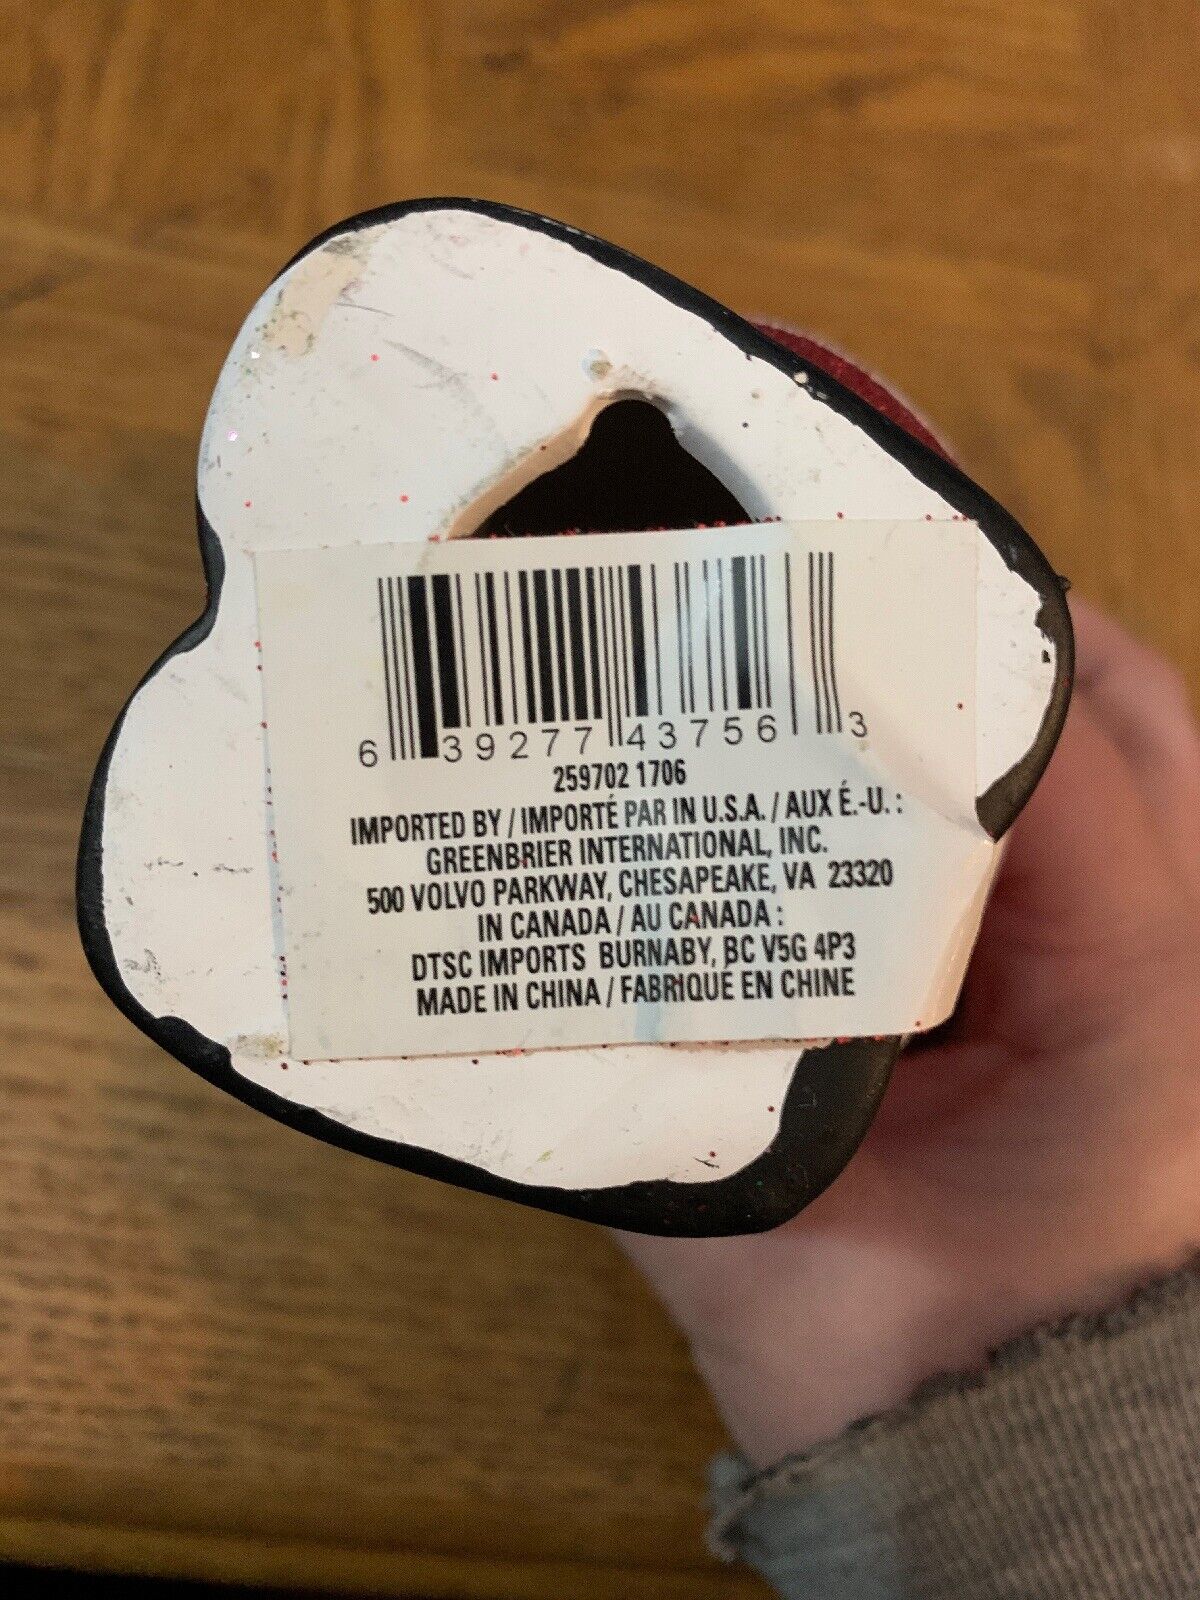 6 39277 43756 3
259702 1706
IMPORTED BY / IMPORTÉ PAR IN U.S.A. / AUX É.-U. :
GREENBRIER INTERNATIONAL, INC.
500 VOLVO PARKWAY, CHESAPEAKE, VA 23320
IN CANADA / AU CANADA :
DTSC IMPORTS BURNABY, BC V5G 4P3
MADE IN CHINA / FABRIQUE EN CHINE